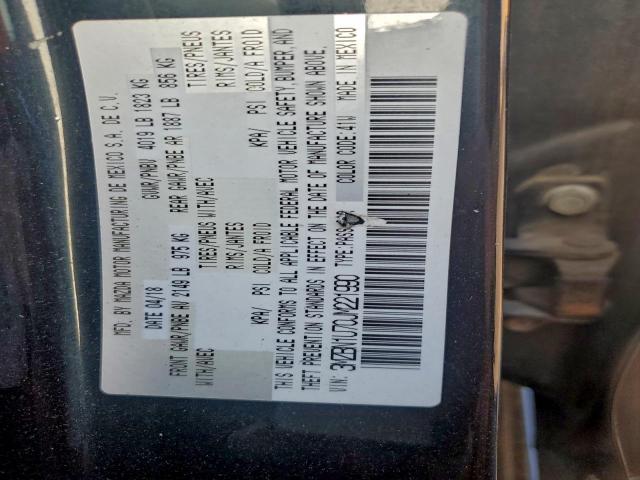 MFD. BY MAZDA MOTOR MANUFACTURING DE MEXICO S.A. DE C.V.
DATE 04/18 GVWR/PNBV 4019 LB 1823 KG
FRONT GAWR/PNBE AV 2149 LB 975 KG REAR GAWR/PNBE AR 1887 LB 856 KG
WITH/AVEC TIRES/PNEUS WITH/AVEC TIRES/PNEUS
RIMS/JANTES RIMS/JANTES
KPA/ PSI COLD/A FROID KPA/ PSI COLD/A FROID
THIS VEHICLE CONFORMS TO ALL APPLICABLE FEDERAL MOTOR VEHICLE SAFETY, BUMPER, AND
THEFT PREVENTION STANDARDS IN EFFECT ON THE DATE OF MANUFACTURE SHOWN ABOVE.
VIN: TYPE: COLOR CODE:41W MADE IN MEXICO